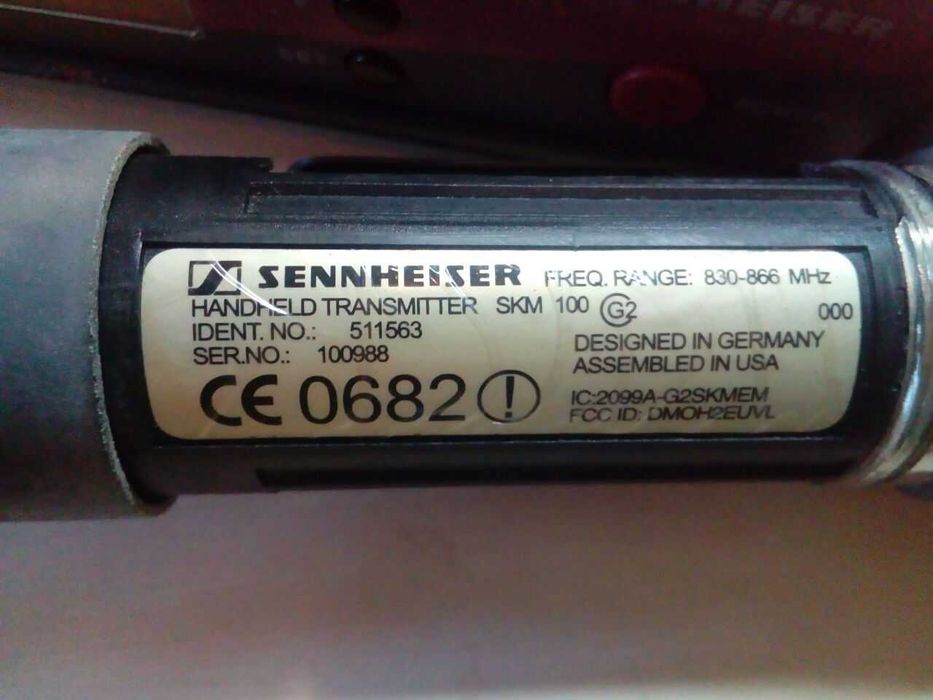 SENNHEISER
SENNHEISER FREQ. RANGE: 830-866 MHz
HANDHELD TRANSMITTER SKM 100 G2 000
IDENT. NO.: 511563
SER.NO.: 100988
DESIGNED IN GERMANY
ASSEMBLED IN USA
CE 0682 !
IC:2099A-G2SKMEM
FCC ID: DMOH2EUVL